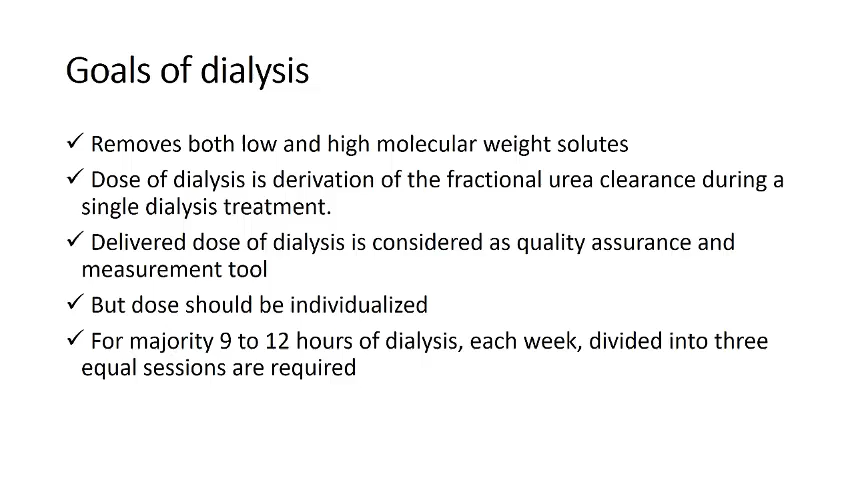 Goals of dialysis
✓ Removes both low and high molecular weight solutes
✓ Dose of dialysis is derivation of the fractional urea clearance during a
single dialysis treatment.
✓ Delivered dose of dialysis is considered as quality assurance and
measurement tool
✓ But dose should be individualized
✓ For majority 9 to 12 hours of dialysis, each week, divided into three
equal sessions are required